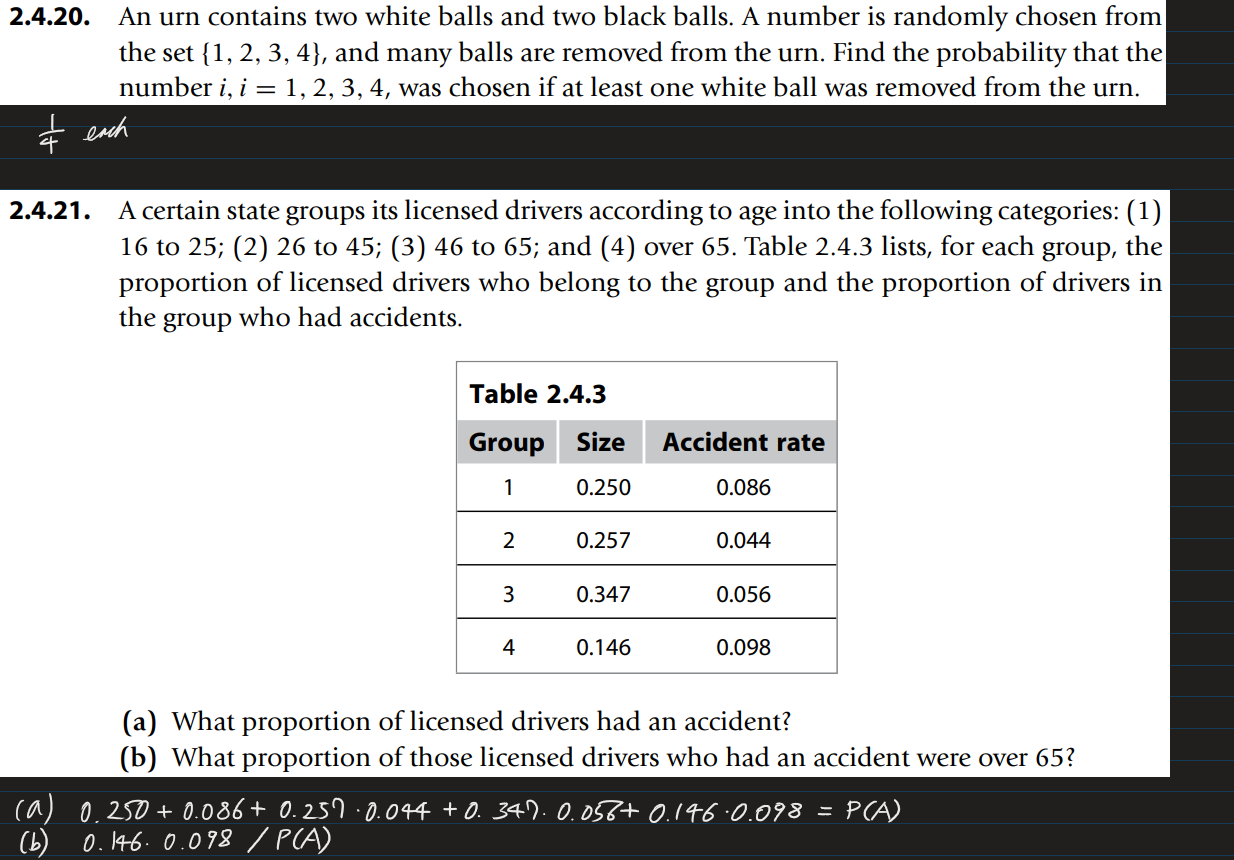 2.4.20. An urn contains two white balls and two black balls. A number is randomly chosen from
the set {1, 2, 3, 4}, and many balls are removed from the urn. Find the probability that the
number i, i = 1, 2, 3, 4, was chosen if at least one white ball was removed from the urn.
1/4 each
2.4.21. A certain state groups its licensed drivers according to age into the following categories: (1)
16 to 25; (2) 26 to 45; (3) 46 to 65; and (4) over 65. Table 2.4.3 lists, for each group, the
proportion of licensed drivers who belong to the group and the proportion of drivers in
the group who had accidents.
Table 2.4.3
Group Size Accident rate
1 0.250 0.086
2 0.257 0.044
3 0.347 0.056
4 0.146 0.098
(a) What proportion of licensed drivers had an accident?
(b) What proportion of those licensed drivers who had an accident were over 65?
(a) 0.250 + 0.086 + 0.257 · 0.044 + 0.347 · 0.056 + 0.146 · 0.098 = P(A)
(b) 0.146 · 0.098 / P(A)